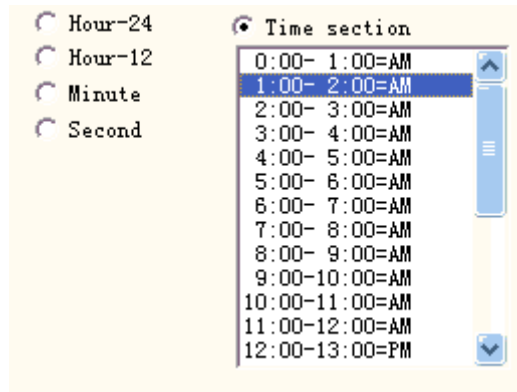 Hour-24
Hour-12
Minute
Second
Time section
0:00- 1:00=AM
1:00- 2:00=AM
2:00- 3:00=AM
3:00- 4:00=AM
4:00- 5:00=AM
5:00- 6:00=AM
6:00- 7:00=AM
7:00- 8:00=AM
8:00- 9:00=AM
9:00-10:00=AM
10:00-11:00=AM
11:00-12:00=AM
12:00-13:00=PM